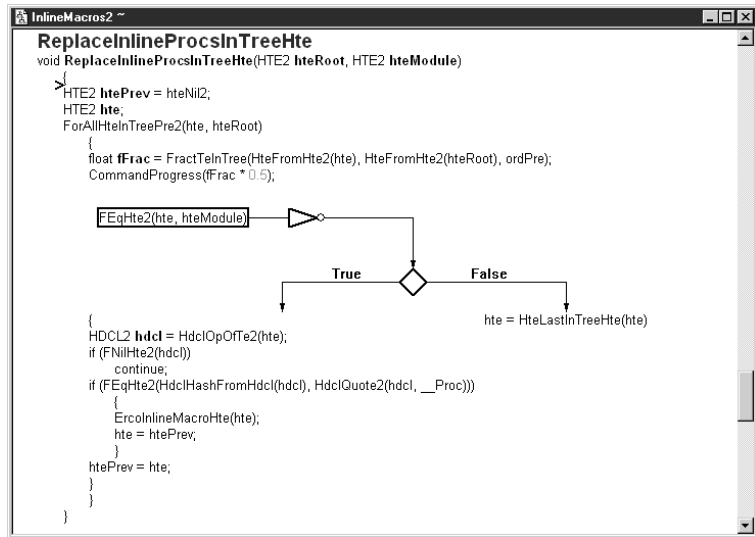 InlineMacros2 ~
ReplaceInlineProcsInTreeHte
void ReplaceInlineProcsInTreeHte(HTE2 hteRoot, HTE2 hteModule)
{
>
HTE2 htePrev = hteNil2;
HTE2 hte;
ForAllHteInTreePre2(hte, hteRoot)
{
float fFrac = FractTeInTree(HteFromHte2(hte), HteFromHte2(hteRoot), ordPre);
CommandProgress(fFrac * 0.5);
FEqHte2(hte, hteModule)
True False
{ hte = HteLastInTreeHte(hte)
HDCL2 hdcl = HdclOpOfTe2(hte);
if (FNilHte2(hdcl))
continue;
if (FEqHte2(HdclHashFromHdcl(hdcl), HdclQuote2(hdcl, __Proc)))
{
ErcoInlineMacroHte(hte);
hte = htePrev;
}
htePrev = hte;
}
}
}